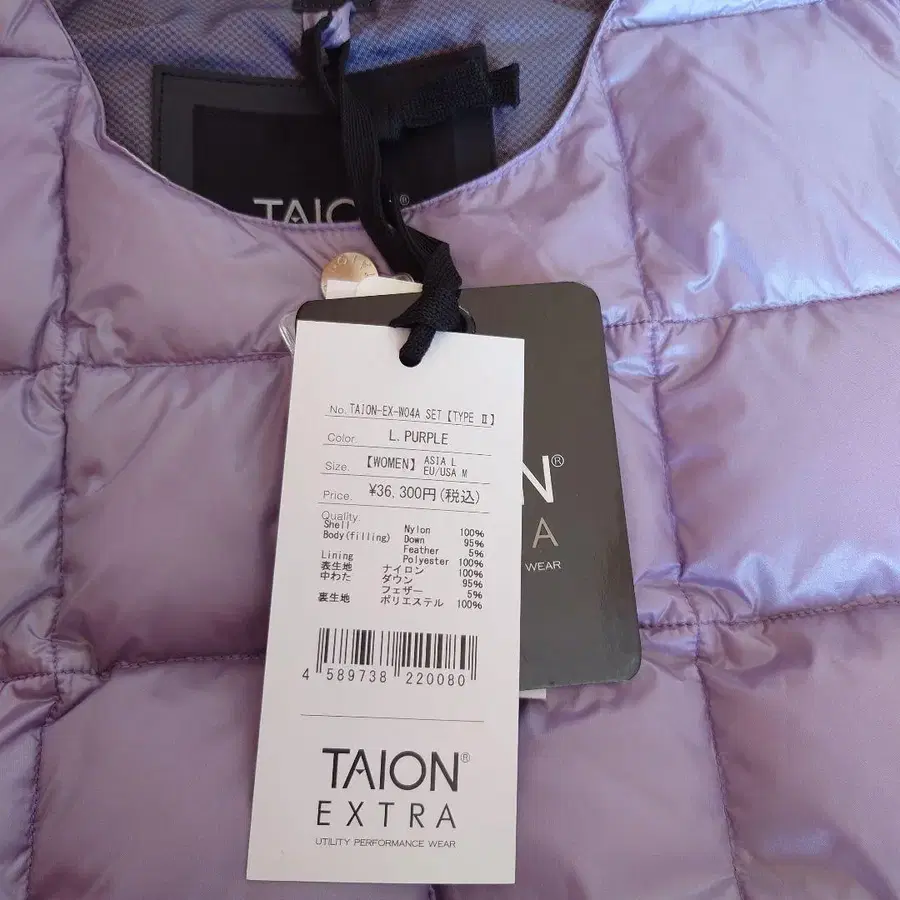 TAION®
No. TAION-EX-W04A SET【TYPE Ⅱ】
Color. L.PURPLE
Size. 【WOMEN】 ASIA L
EU/USA M
Price. ¥36,300円(税込)
Quality.
Shell Nylon 100%
Body(filling) Down 95%
Feather 5%
Lining Polyester 100%
表生地 ナイロン 100%
中わた ダウン 95%
フェザー 5%
裏生地 ポリエステル 100%
4 589738 220080
TAION®
EXTRA
UTILITY PERFORMANCE WEAR
ON®
A
WEAR